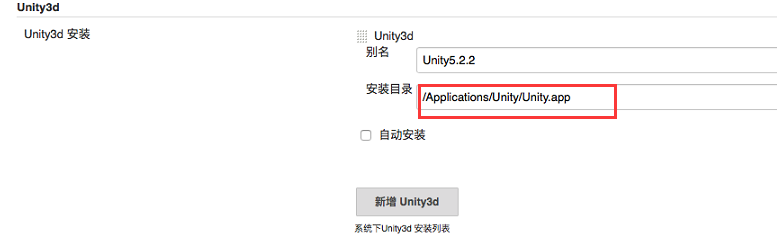 Unity3d
Unity3d 安装
Unity3d
别名
Unity5.2.2
安装目录
/Applications/Unity/Unity.app
自动安装
新增 Unity3d
系统下Unity3d 安装列表